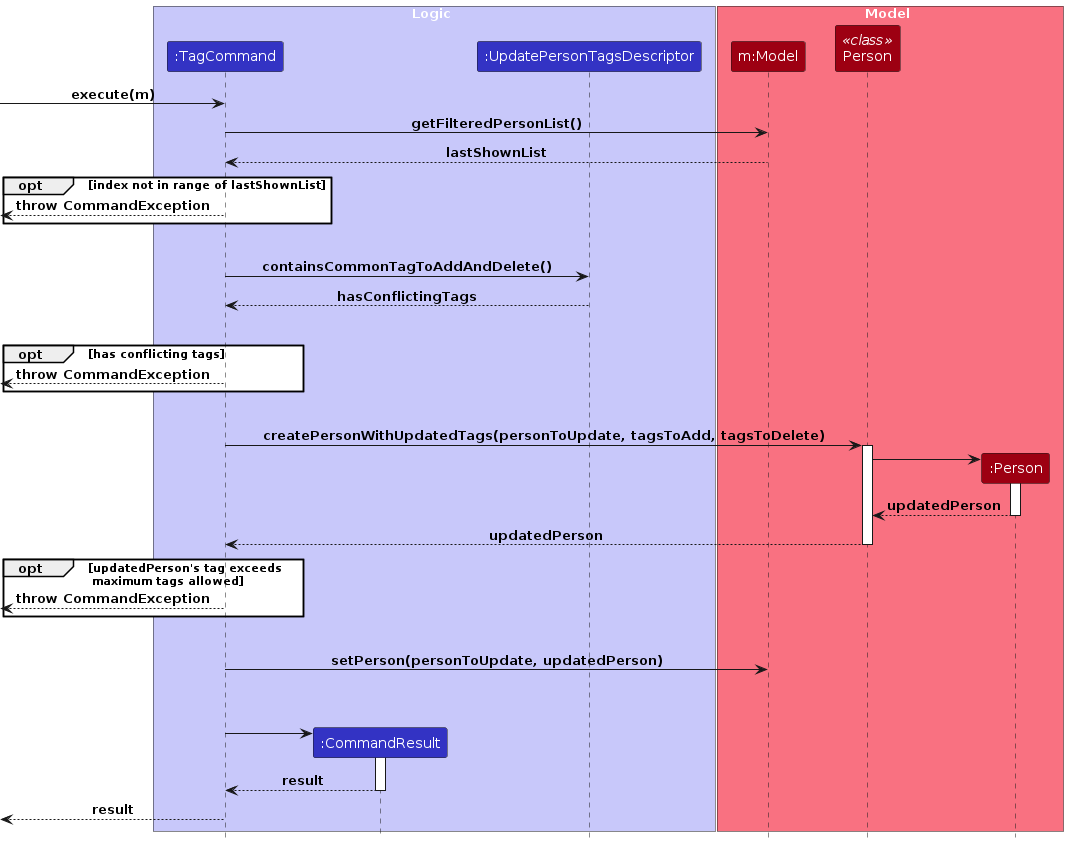 Logic
Model
:TagCommand
:UpdatePersonTagsDescriptor
m:Model
«class»
Person
execute(m)
getFilteredPersonList()
lastShownList
opt
[index not in range of lastShownList]
throw CommandException
containsCommonTagToAddAndDelete()
hasConflictingTags
opt
[has conflicting tags]
throw CommandException
createPersonWithUpdatedTags(personToUpdate, tagsToAdd, tagsToDelete)
:Person
updatedPerson
updatedPerson
opt
[updatedPerson's tag exceeds
maximum tags allowed]
throw CommandException
setPerson(personToUpdate, updatedPerson)
:CommandResult
result
result